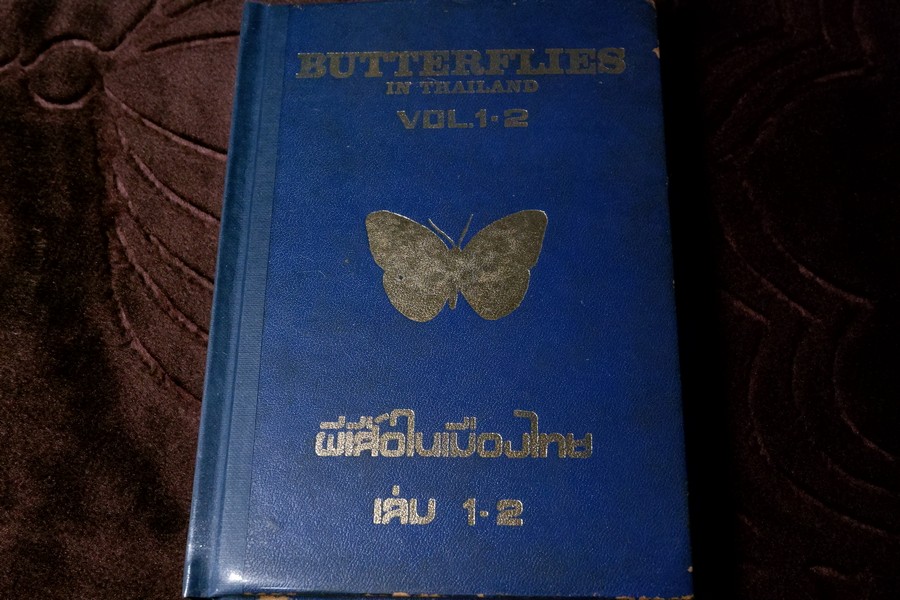 BUTTERFLIES
IN THAILAND
VOL.1-2
ผีเสื้อในเมืองไทย
เล่ม 1-2